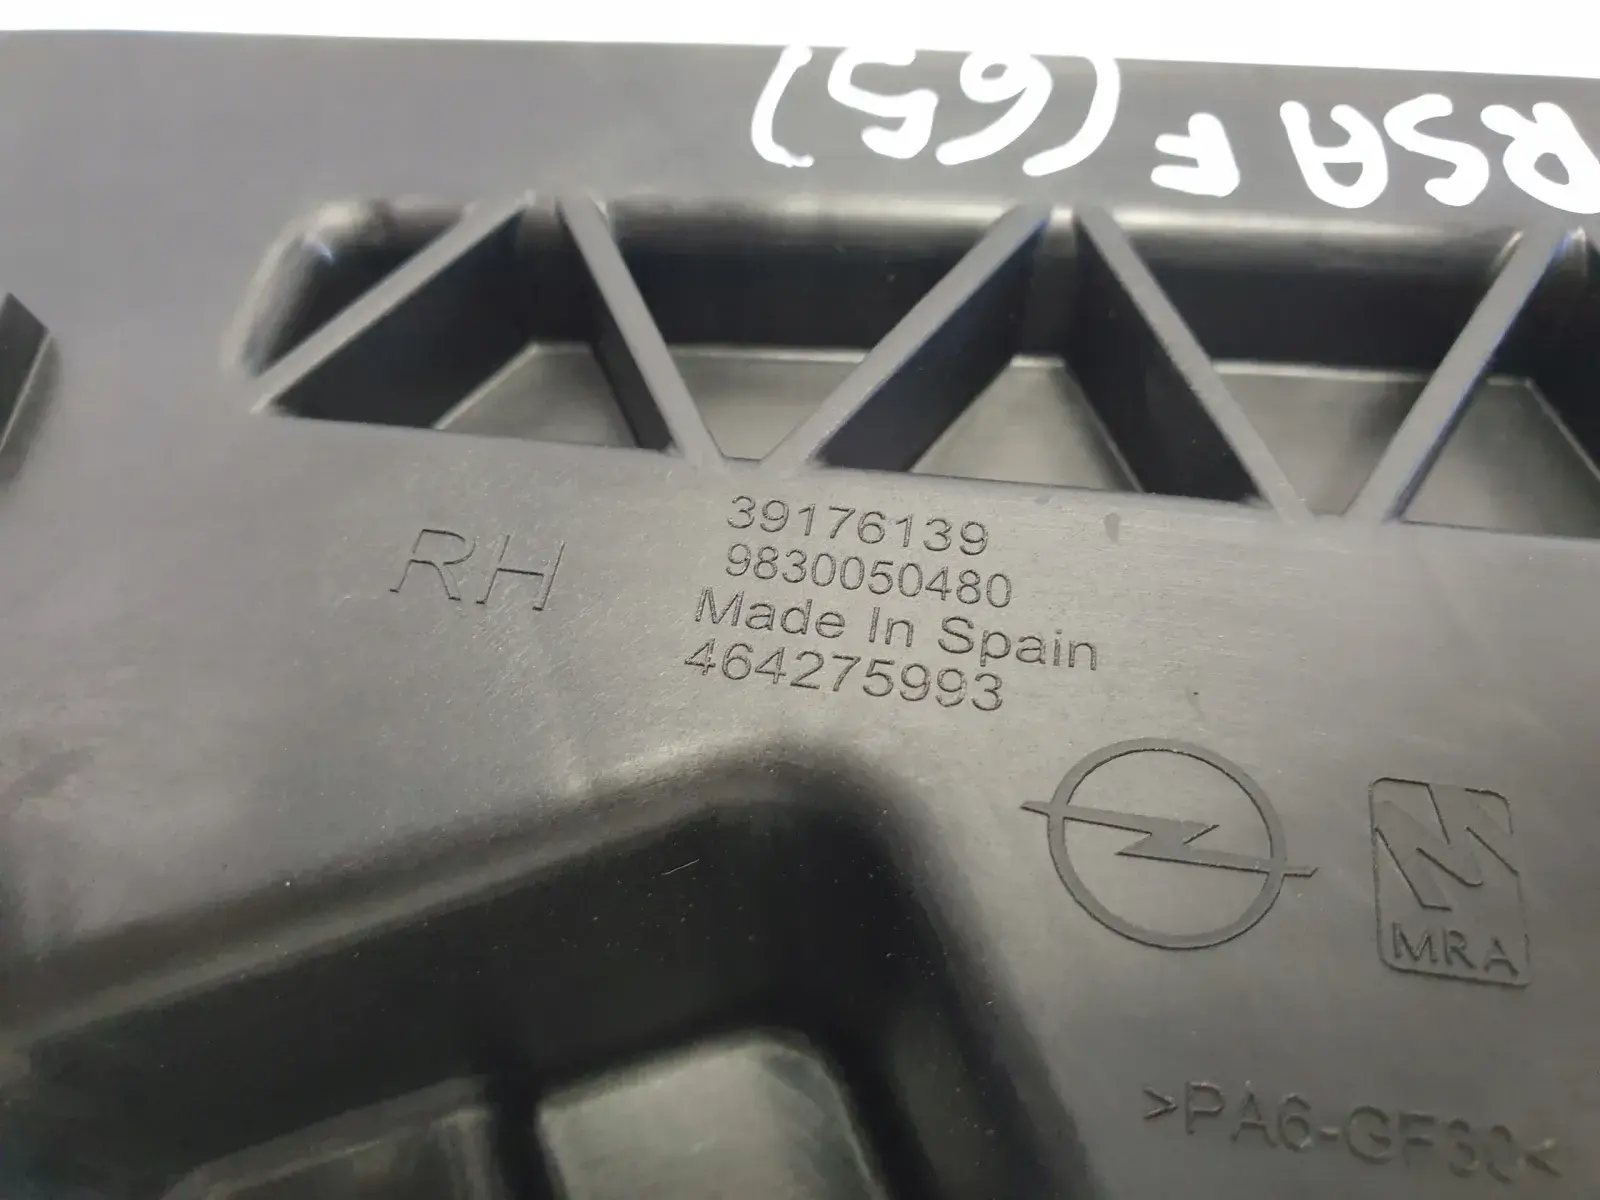 RSA F (65)
RH
39176139
9830050480
Made In Spain
464275993
MRA
>PA6-GF30<